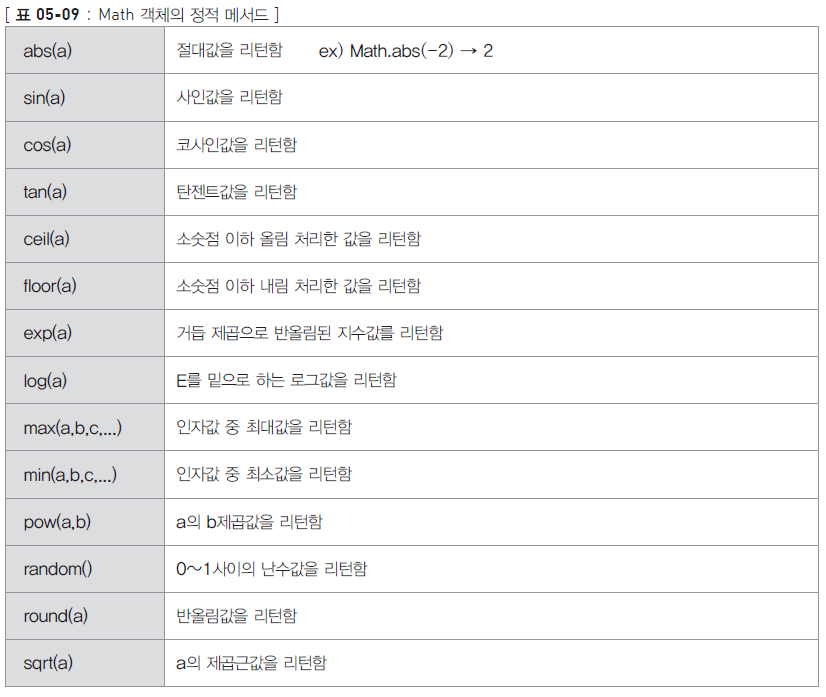 [ 표 05-09 : Math 객체의 정적 메서드 ]
abs(a) 절대값을 리턴함 ex) Math.abs(-2) → 2
sin(a) 사인값을 리턴함
cos(a) 코사인값을 리턴함
tan(a) 탄젠트값을 리턴함
ceil(a) 소숫점 이하 올림 처리한 값을 리턴함
floor(a) 소숫점 이하 내림 처리한 값을 리턴함
exp(a) 거듭 제곱으로 반올림된 지수값를 리턴함
log(a) E를 밑으로 하는 로그값을 리턴함
max(a,b,c,...) 인자값 중 최대값을 리턴함
min(a,b,c,...) 인자값 중 최소값을 리턴함
pow(a,b) a의 b제곱값을 리턴함
random() 0~1사이의 난수값을 리턴함
round(a) 반올림값을 리턴함
sqrt(a) a의 제곱근값을 리턴함